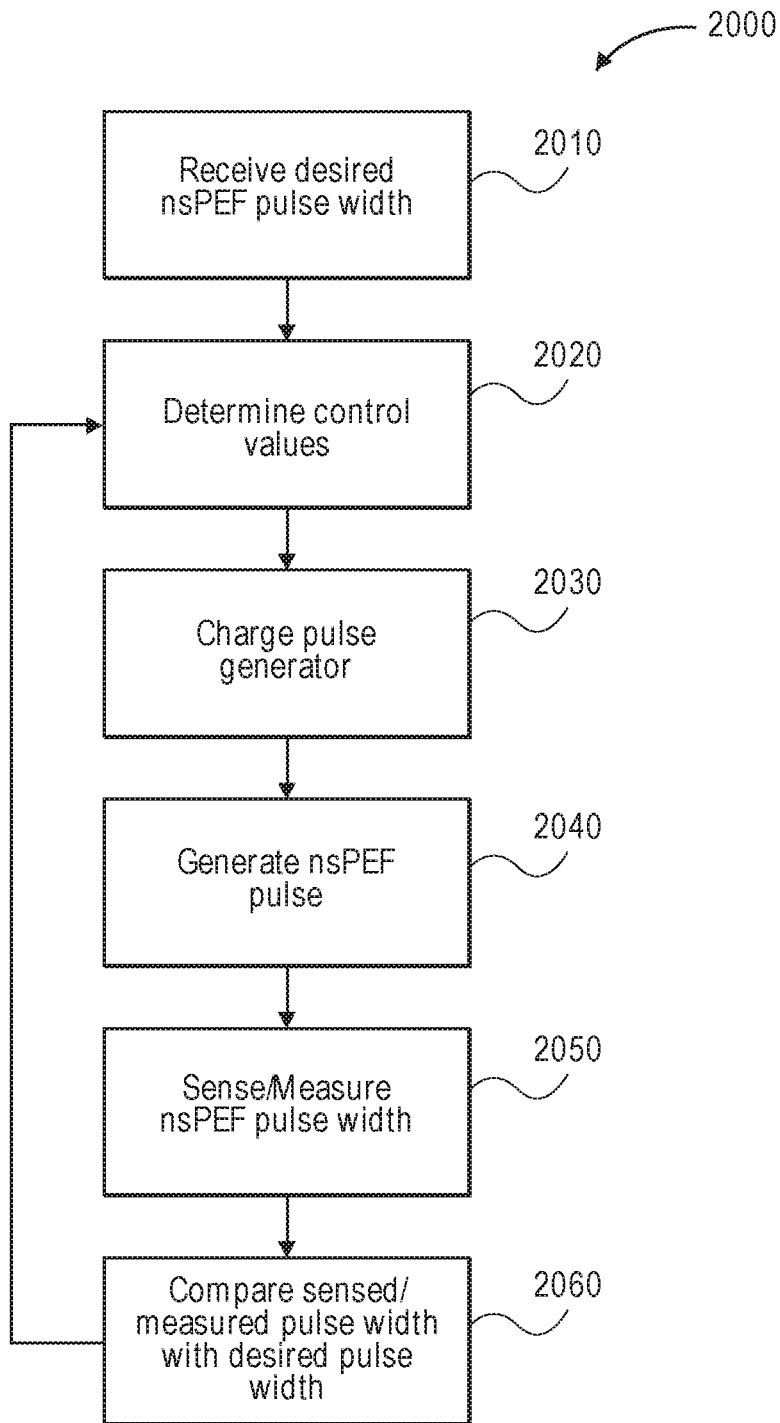 2000
Receive desired
nsPEF pulse width
2010
Determine control
values
2020
Charge pulse
generator
2030
Generate nsPEF
pulse
2040
Sense/Measure
nsPEF pulse width
2050
Compare sensed/
measured pulse width
with desired pulse
width
2060